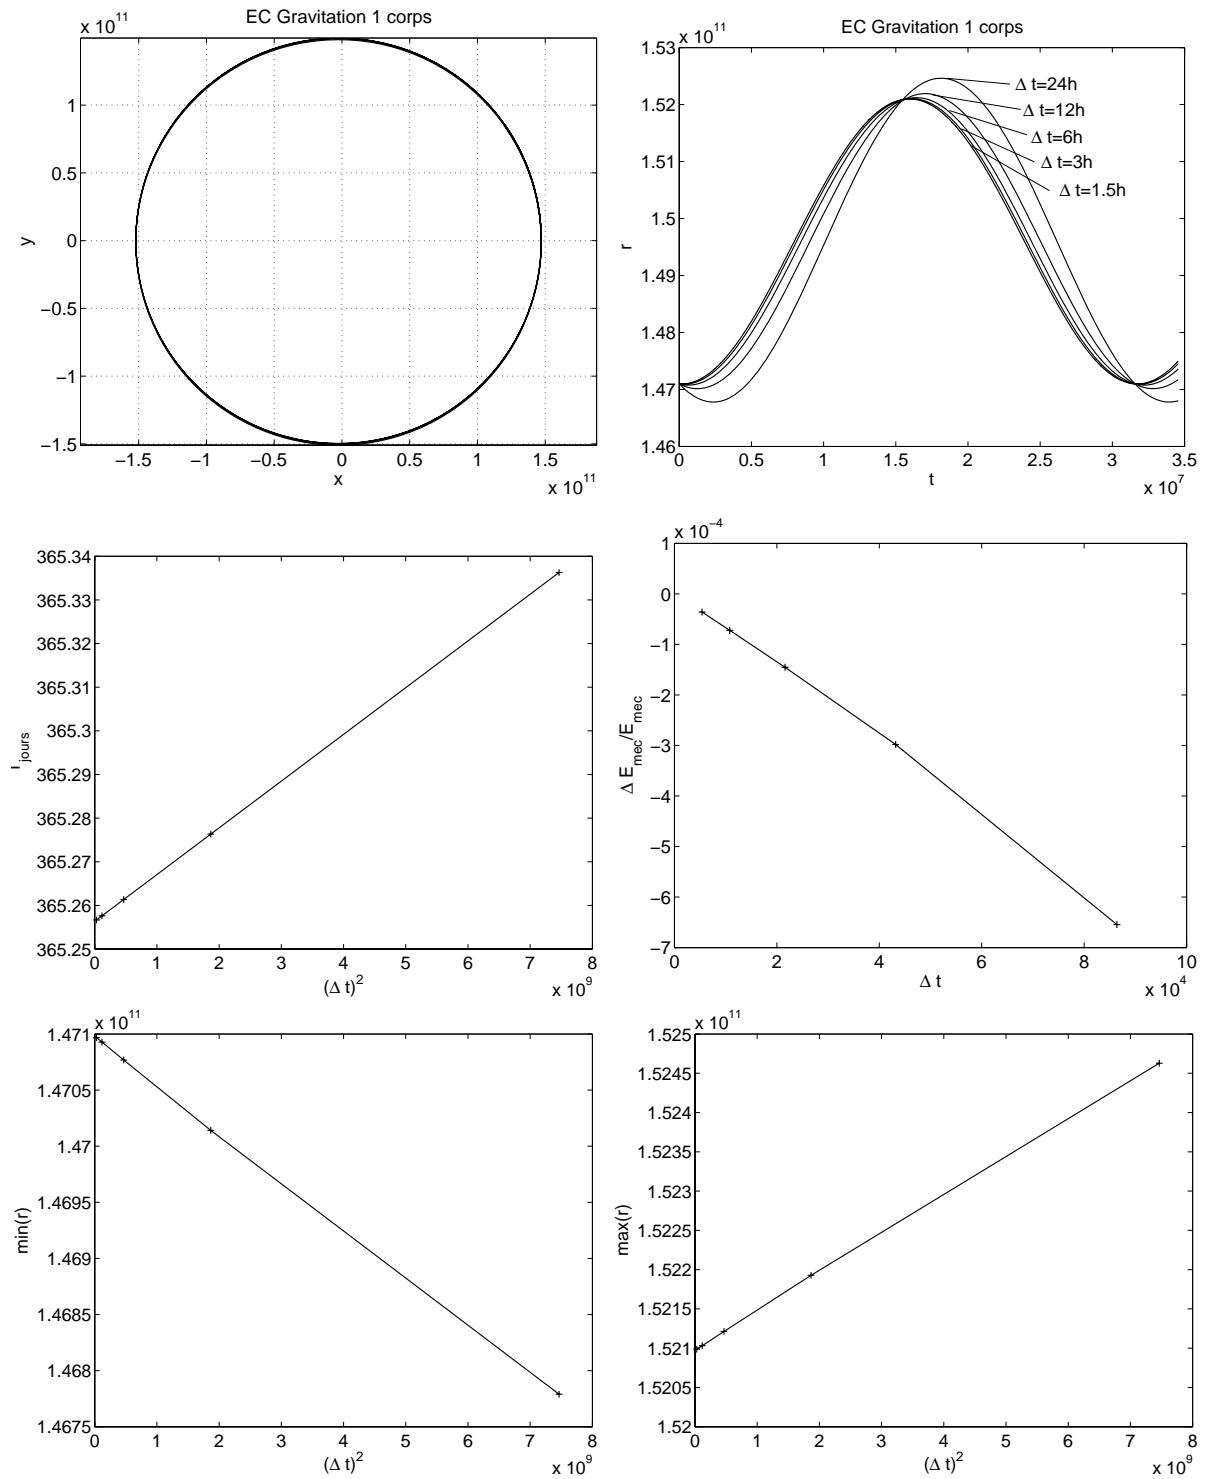 EC Gravitation 1 corps
x 10^11
1
0.5
0
−0.5
−1
−1.5
y
−1.5 −1 −0.5 0 0.5 1 1.5
x
x 10^11
EC Gravitation 1 corps
x 10^11
1.53
1.52
1.51
1.5
1.49
1.48
1.47
1.46
r
Δ t=24h
Δ t=12h
Δ t=6h
Δ t=3h
Δ t=1.5h
0 0.5 1 1.5 2 2.5 3 3.5
t
x 10^7
365.34
365.33
365.32
365.31
365.3
365.29
365.28
365.27
365.26
365.25
jours
0 1 2 3 4 5 6 7 8
(Δ t)^2
x 10^9
x 10^−4
1
0
−1
−2
−3
−4
−5
−6
−7
Δ E_mec/E_mec
0 2 4 6 8 10
Δ t
x 10^4
x 10^11
1.471
1.4705
1.47
1.4695
1.469
1.4685
1.468
1.4675
min(r)
0 1 2 3 4 5 6 7 8
(Δ t)^2
x 10^9
x 10^11
1.525
1.5245
1.524
1.5235
1.523
1.5225
1.522
1.5215
1.521
1.5205
1.52
max(r)
0 1 2 3 4 5 6 7 8
(Δ t)^2
x 10^9